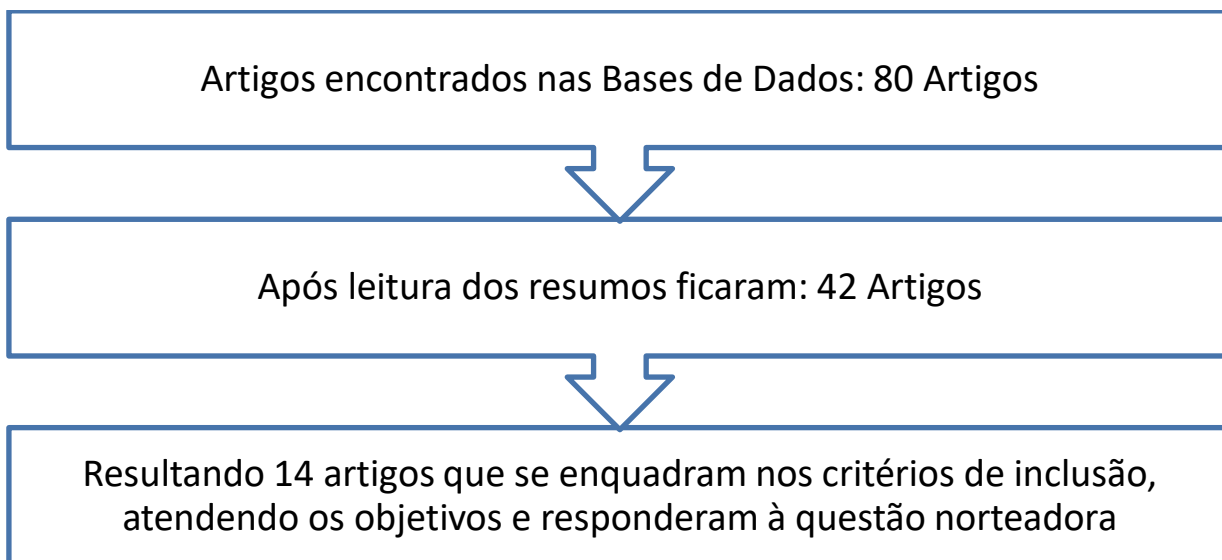 Artigos encontrados nas Bases de Dados: 80 Artigos
Após leitura dos resumos ficaram: 42 Artigos
Resultando 14 artigos que se enquadram nos critérios de inclusão,
atendendo os objetivos e responderam à questão norteadora